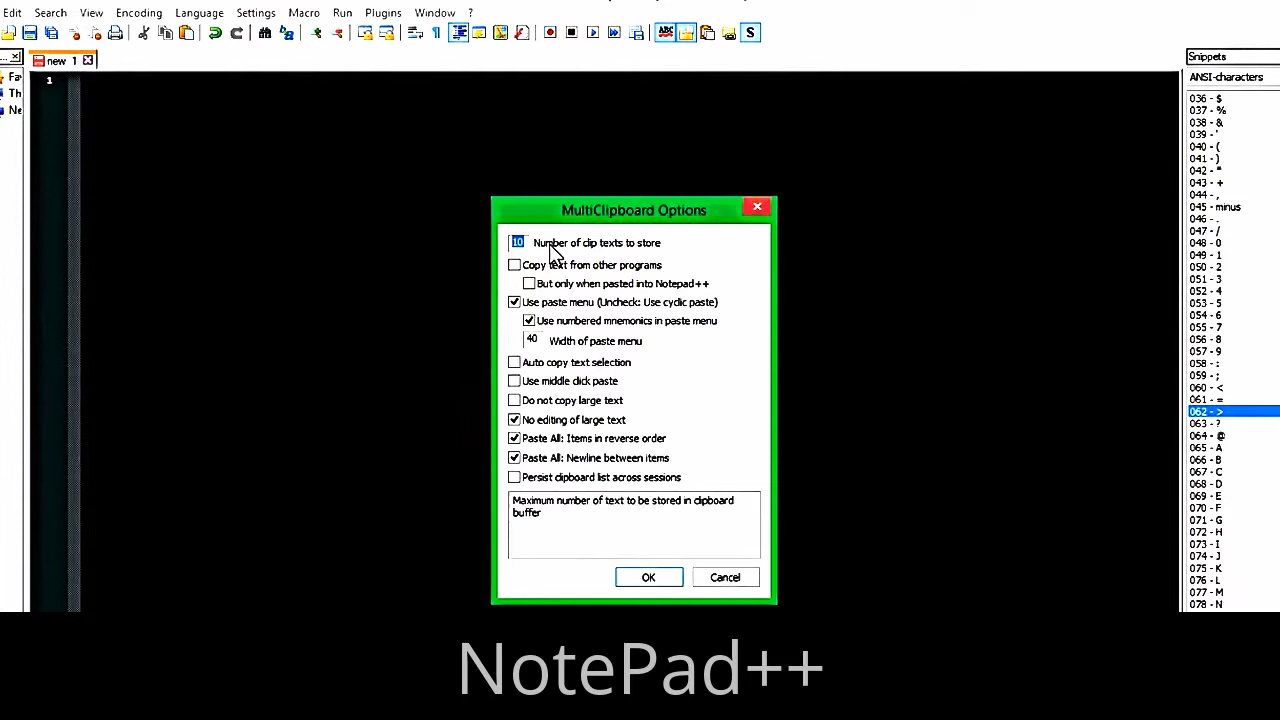 Edit Search View Encoding Language Settings Macro Run Plugins Window ?
ABC
S
... x
new 1
Fa
Th
Ne
1
MultiClipboard Options
10 Number of clip texts to store
Copy text from other programs
But only when pasted into Notepad++
Use paste menu (Uncheck: Use cyclic paste)
Use numbered mnemonics in paste menu
40 Width of paste menu
Auto copy text selection
Use middle click paste
Do not copy large text
No editing of large text
Paste All: Items in reverse order
Paste All: Newline between items
Persist clipboard list across sessions
Maximum number of text to be stored in clipboard
buffer
OK Cancel
Snippets
ANSI-characters
036 - $
037 - %
038 - &
039 - '
040 - (
041 - )
042 - *
043 - +
044 - ,
045 - minus
046 - .
047 - /
048 - 0
049 - 1
050 - 2
051 - 3
052 - 4
053 - 5
054 - 6
055 - 7
056 - 8
057 - 9
058 - :
059 - ;
060 - <
061 - =
062 - >
063 - ?
064 - @
065 - A
066 - B
067 - C
068 - D
069 - E
070 - F
071 - G
072 - H
073 - I
074 - J
075 - K
076 - L
077 - M
078 - N
NotePad++